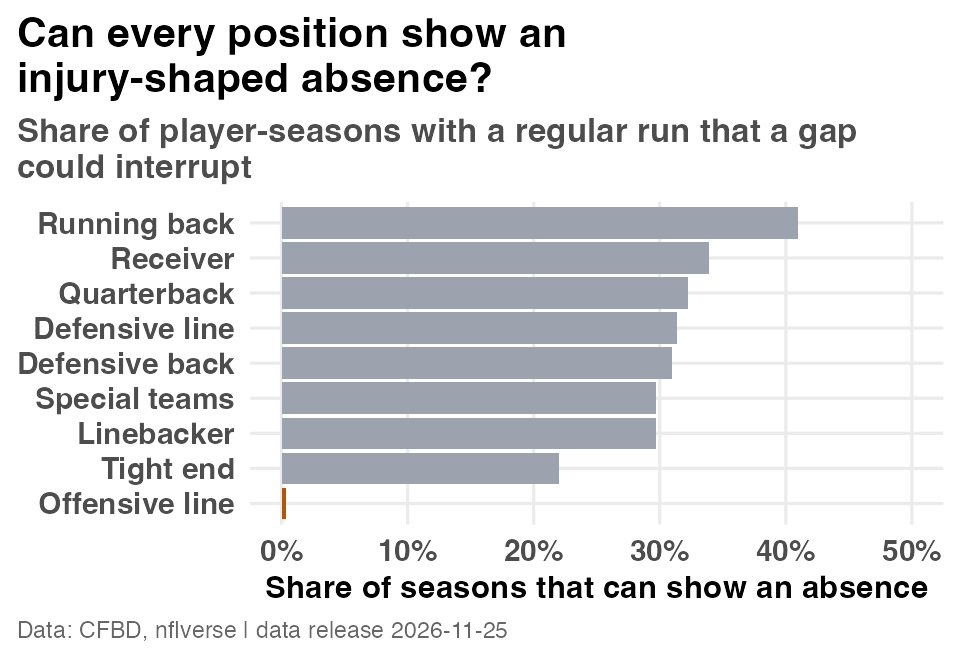 Can every position show an
injury-shaped absence?
Share of player-seasons with a regular run that a gap
could interrupt
Running back
Receiver
Quarterback
Defensive line
Defensive back
Special teams
Linebacker
Tight end
Offensive line
0% 10% 20% 30% 40% 50%
Share of seasons that can show an absence
Data: CFBD, nflverse | data release 2026-11-25